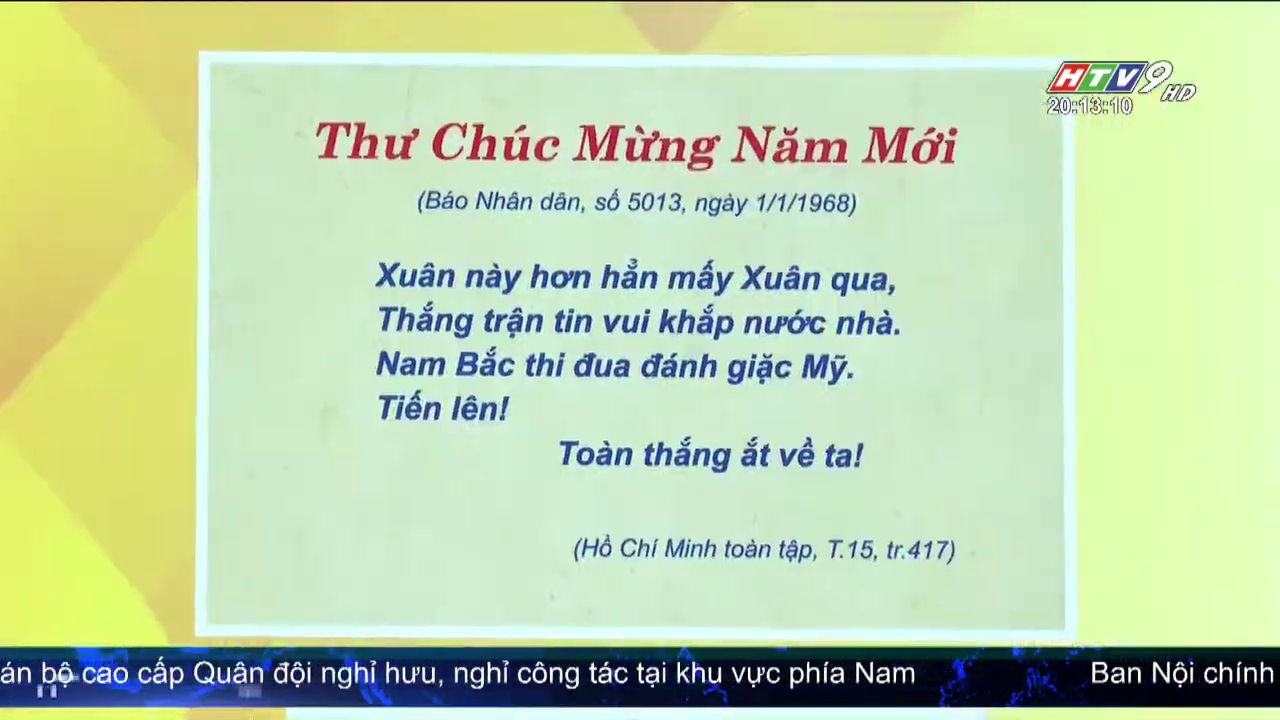 HTV9 HD
20:13:10
Thư Chúc Mừng Năm Mới
(Báo Nhân dân, số 5013, ngày 1/1/1968)
Xuân này hơn hẳn mấy Xuân qua,
Thắng trận tin vui khắp nước nhà.
Nam Bắc thi đua đánh giặc Mỹ.
Tiến lên!
Toàn thắng ắt về ta!
(Hồ Chí Minh toàn tập, T.15, tr.417)
án bộ cao cấp Quân đội nghỉ hưu, nghỉ công tác tại khu vực phía Nam Ban Nội chính